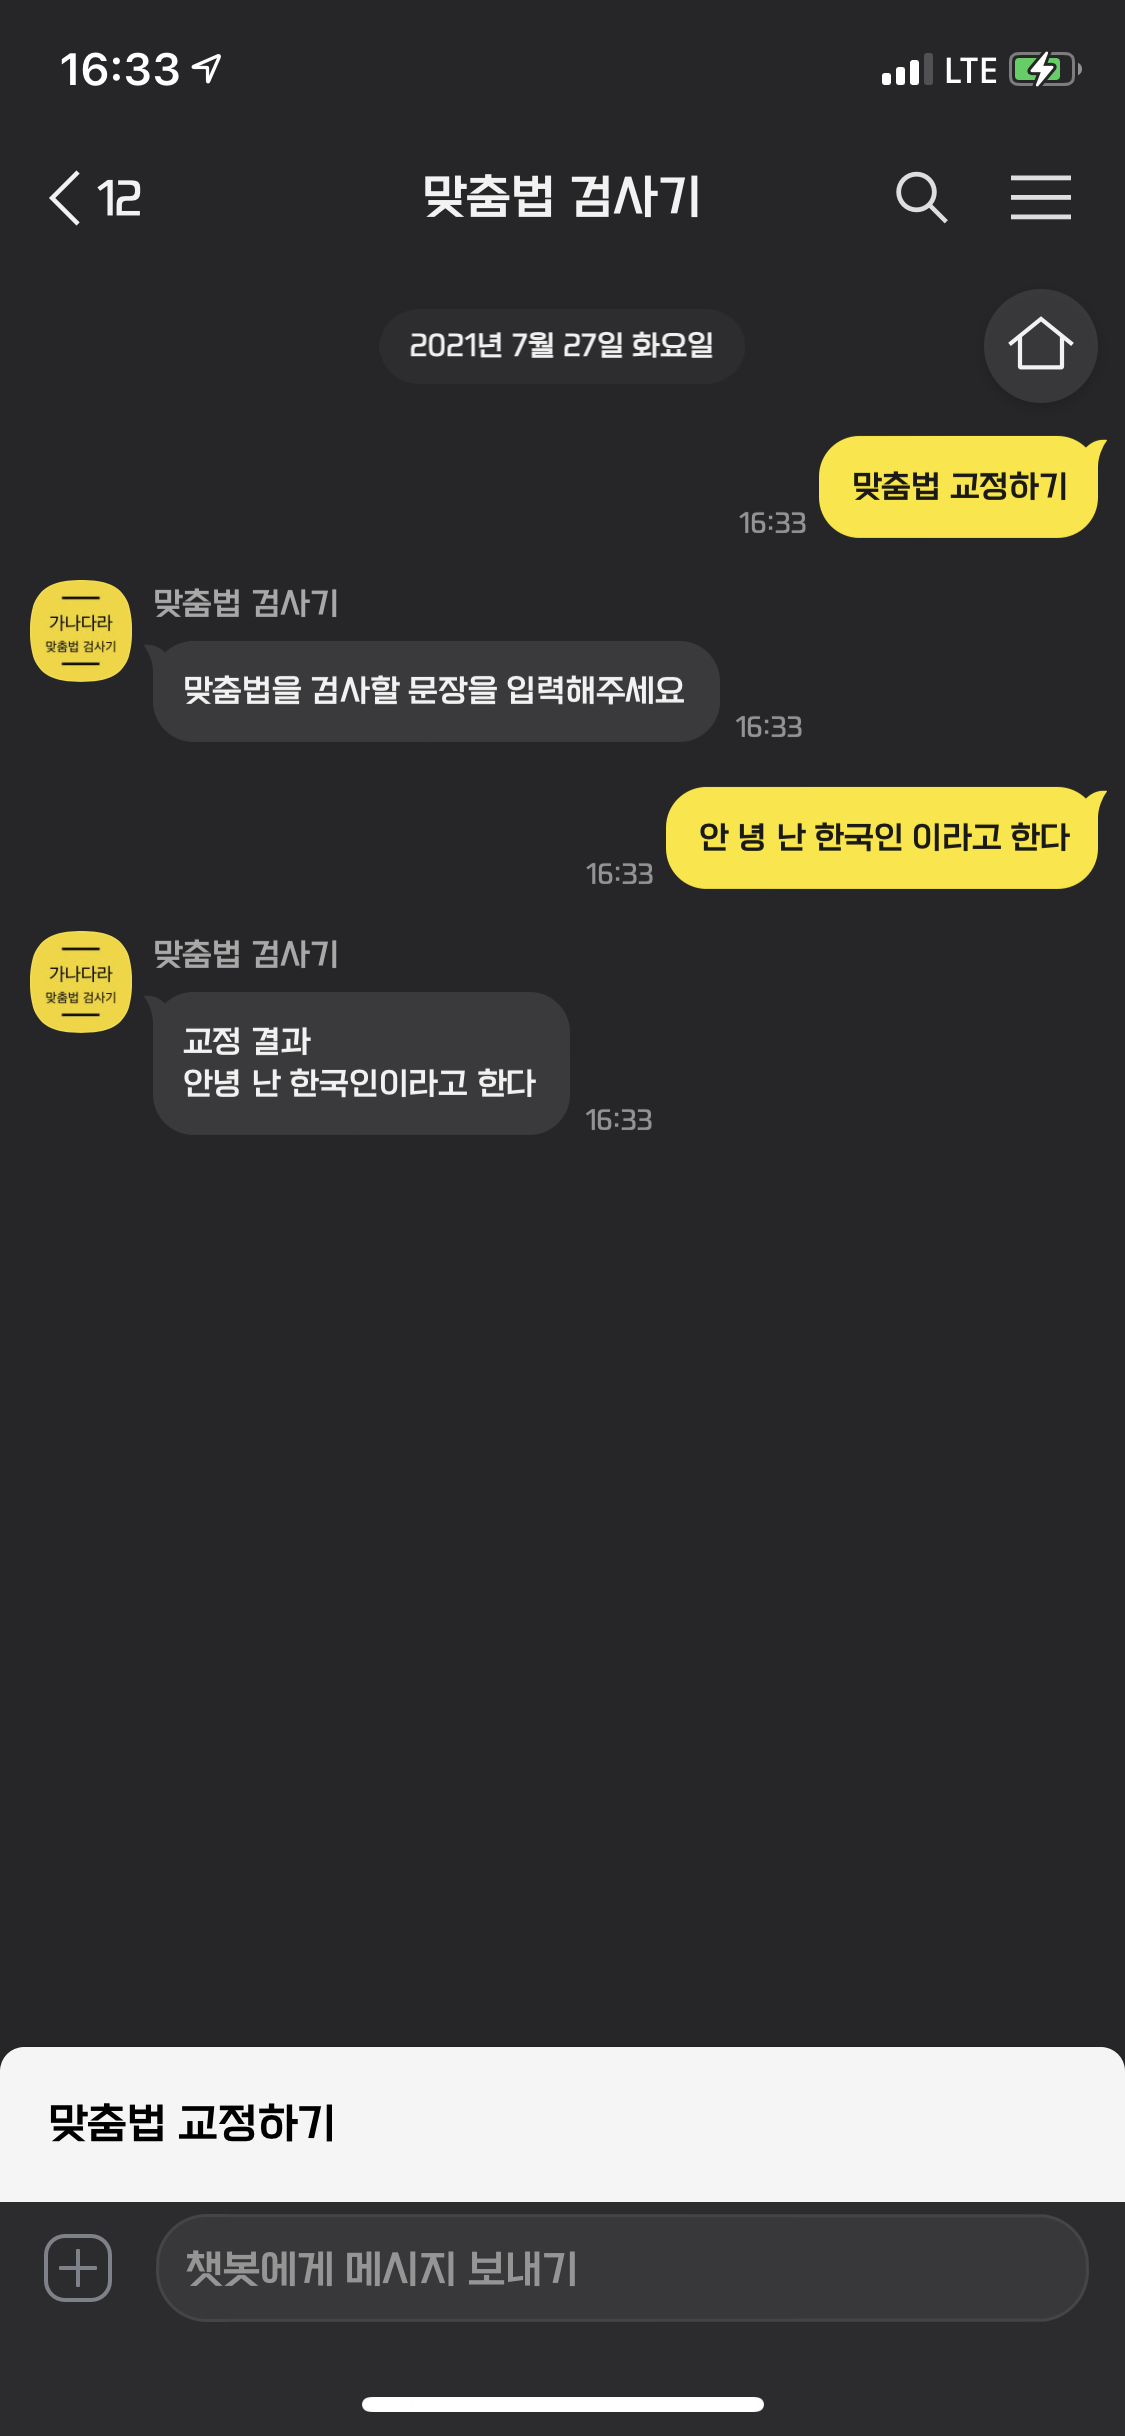 16:33
LTE
12
맞춤법 검사기
2021년 7월 27일 화요일
맞춤법 교정하기
16:33
가나다라
맞춤법 검사기
맞춤법 검사기
맞춤법을 검사할 문장을 입력해주세요
16:33
안 녕 난 한국인 이라고 한다
16:33
가나다라
맞춤법 검사기
맞춤법 검사기
교정 결과
안녕 난 한국인이라고 한다
16:33
맞춤법 교정하기
챗봇에게 메시지 보내기